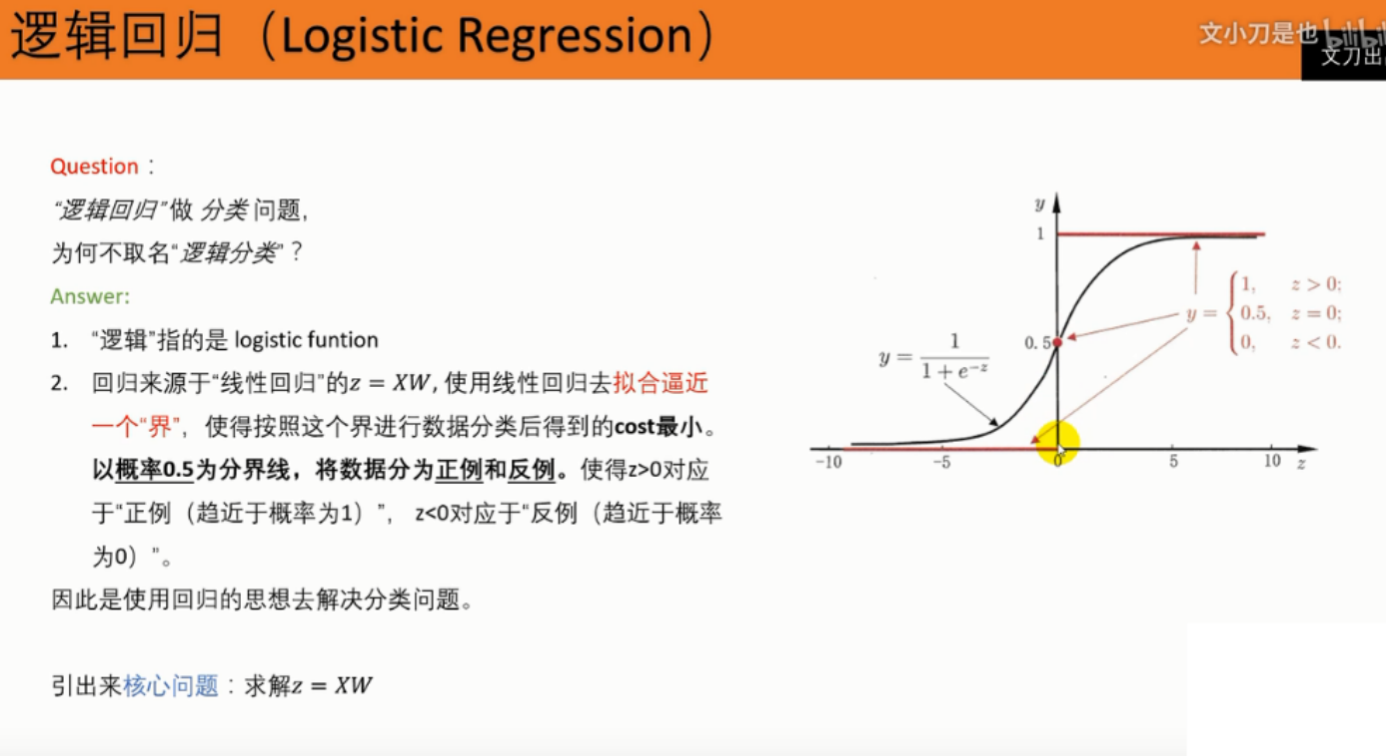 逻辑回归（Logistic Regression）
文小刀是也 bilibili
文刀出
Question：
“逻辑回归”做 分类 问题，
为何不取名“逻辑分类”？
Answer:
1. “逻辑”指的是 logistic funtion
2. 回归来源于“线性回归”的z = XW, 使用线性回归去拟合逼近
一个“界”，使得按照这个界进行数据分类后得到的cost最小。
以概率0.5为分界线，将数据分为正例和反例。使得z>0对应
于“正例（趋近于概率为1）”， z<0对应于“反例（趋近于概率
为0）”。
因此是使用回归的思想去解决分类问题。
引出来核心问题：求解z = XW
y
1
0.5
y = 1 / (1 + e^{-z})
y = { 1, z > 0;
0.5, z = 0;
0, z < 0.
-10 -5 0 5 10 z